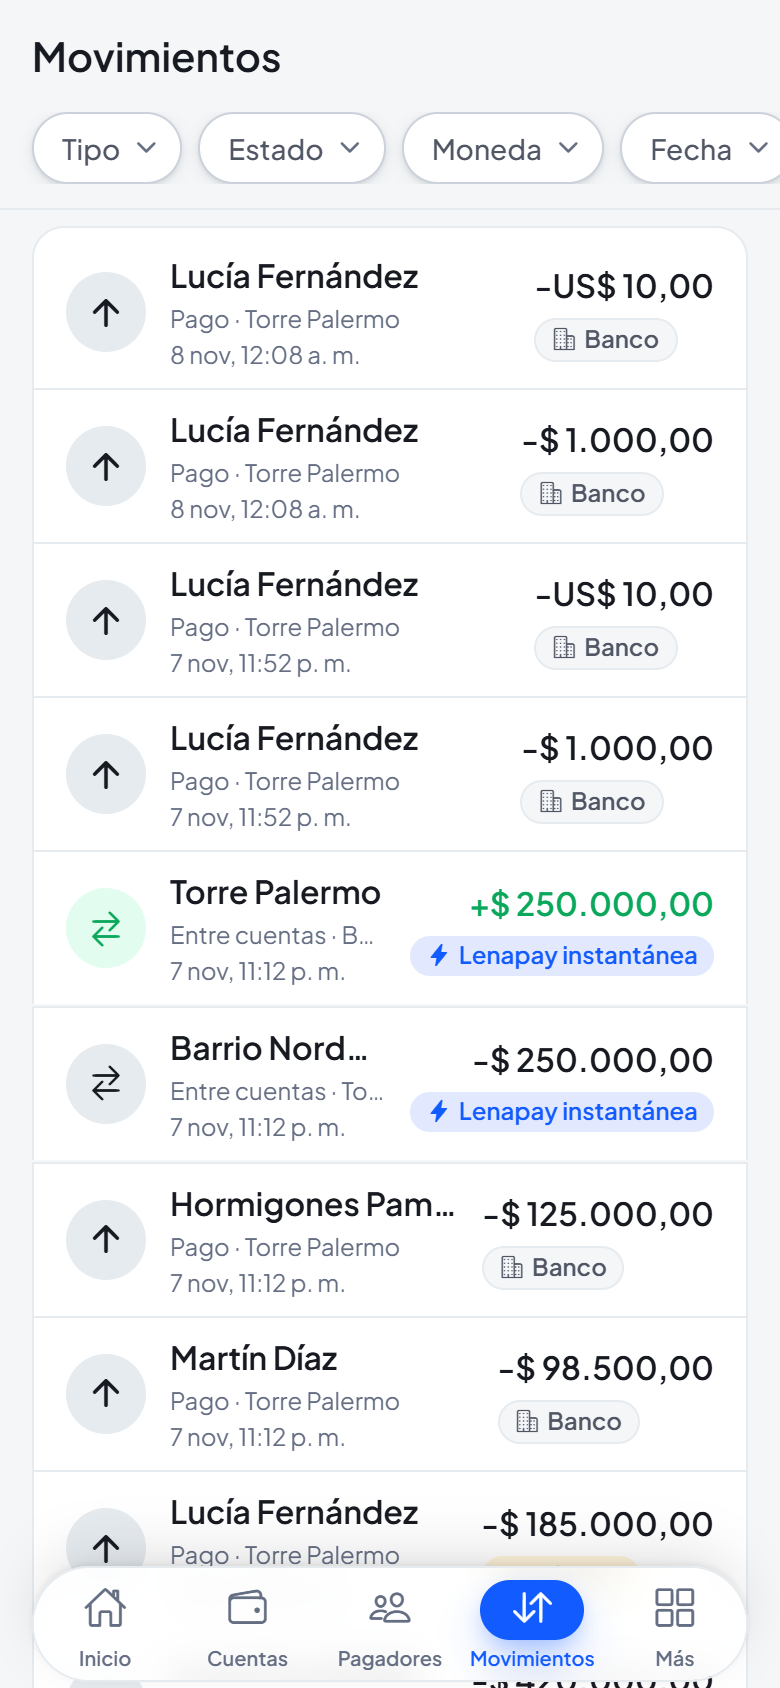 Movimientos
Tipo
Estado
Moneda
Fecha
Lucía Fernández
-US$ 10,00
Pago · Torre Palermo
Banco
8 nov, 12:08 a. m.
Lucía Fernández
-$ 1.000,00
Pago · Torre Palermo
Banco
8 nov, 12:08 a. m.
Lucía Fernández
-US$ 10,00
Pago · Torre Palermo
Banco
7 nov, 11:52 p. m.
Lucía Fernández
-$ 1.000,00
Pago · Torre Palermo
Banco
7 nov, 11:52 p. m.
Torre Palermo
+$ 250.000,00
Entre cuentas · B...
Lenapay instantánea
7 nov, 11:12 p. m.
Barrio Nord...
-$ 250.000,00
Entre cuentas · To...
Lenapay instantánea
7 nov, 11:12 p. m.
Hormigones Pam...
-$ 125.000,00
Pago · Torre Palermo
Banco
7 nov, 11:12 p. m.
Martín Díaz
-$ 98.500,00
Pago · Torre Palermo
Banco
7 nov, 11:12 p. m.
Lucía Fernández
-$ 185.000,00
Pago · Torre Palermo
Inicio
Cuentas
Pagadores
Movimientos
Más